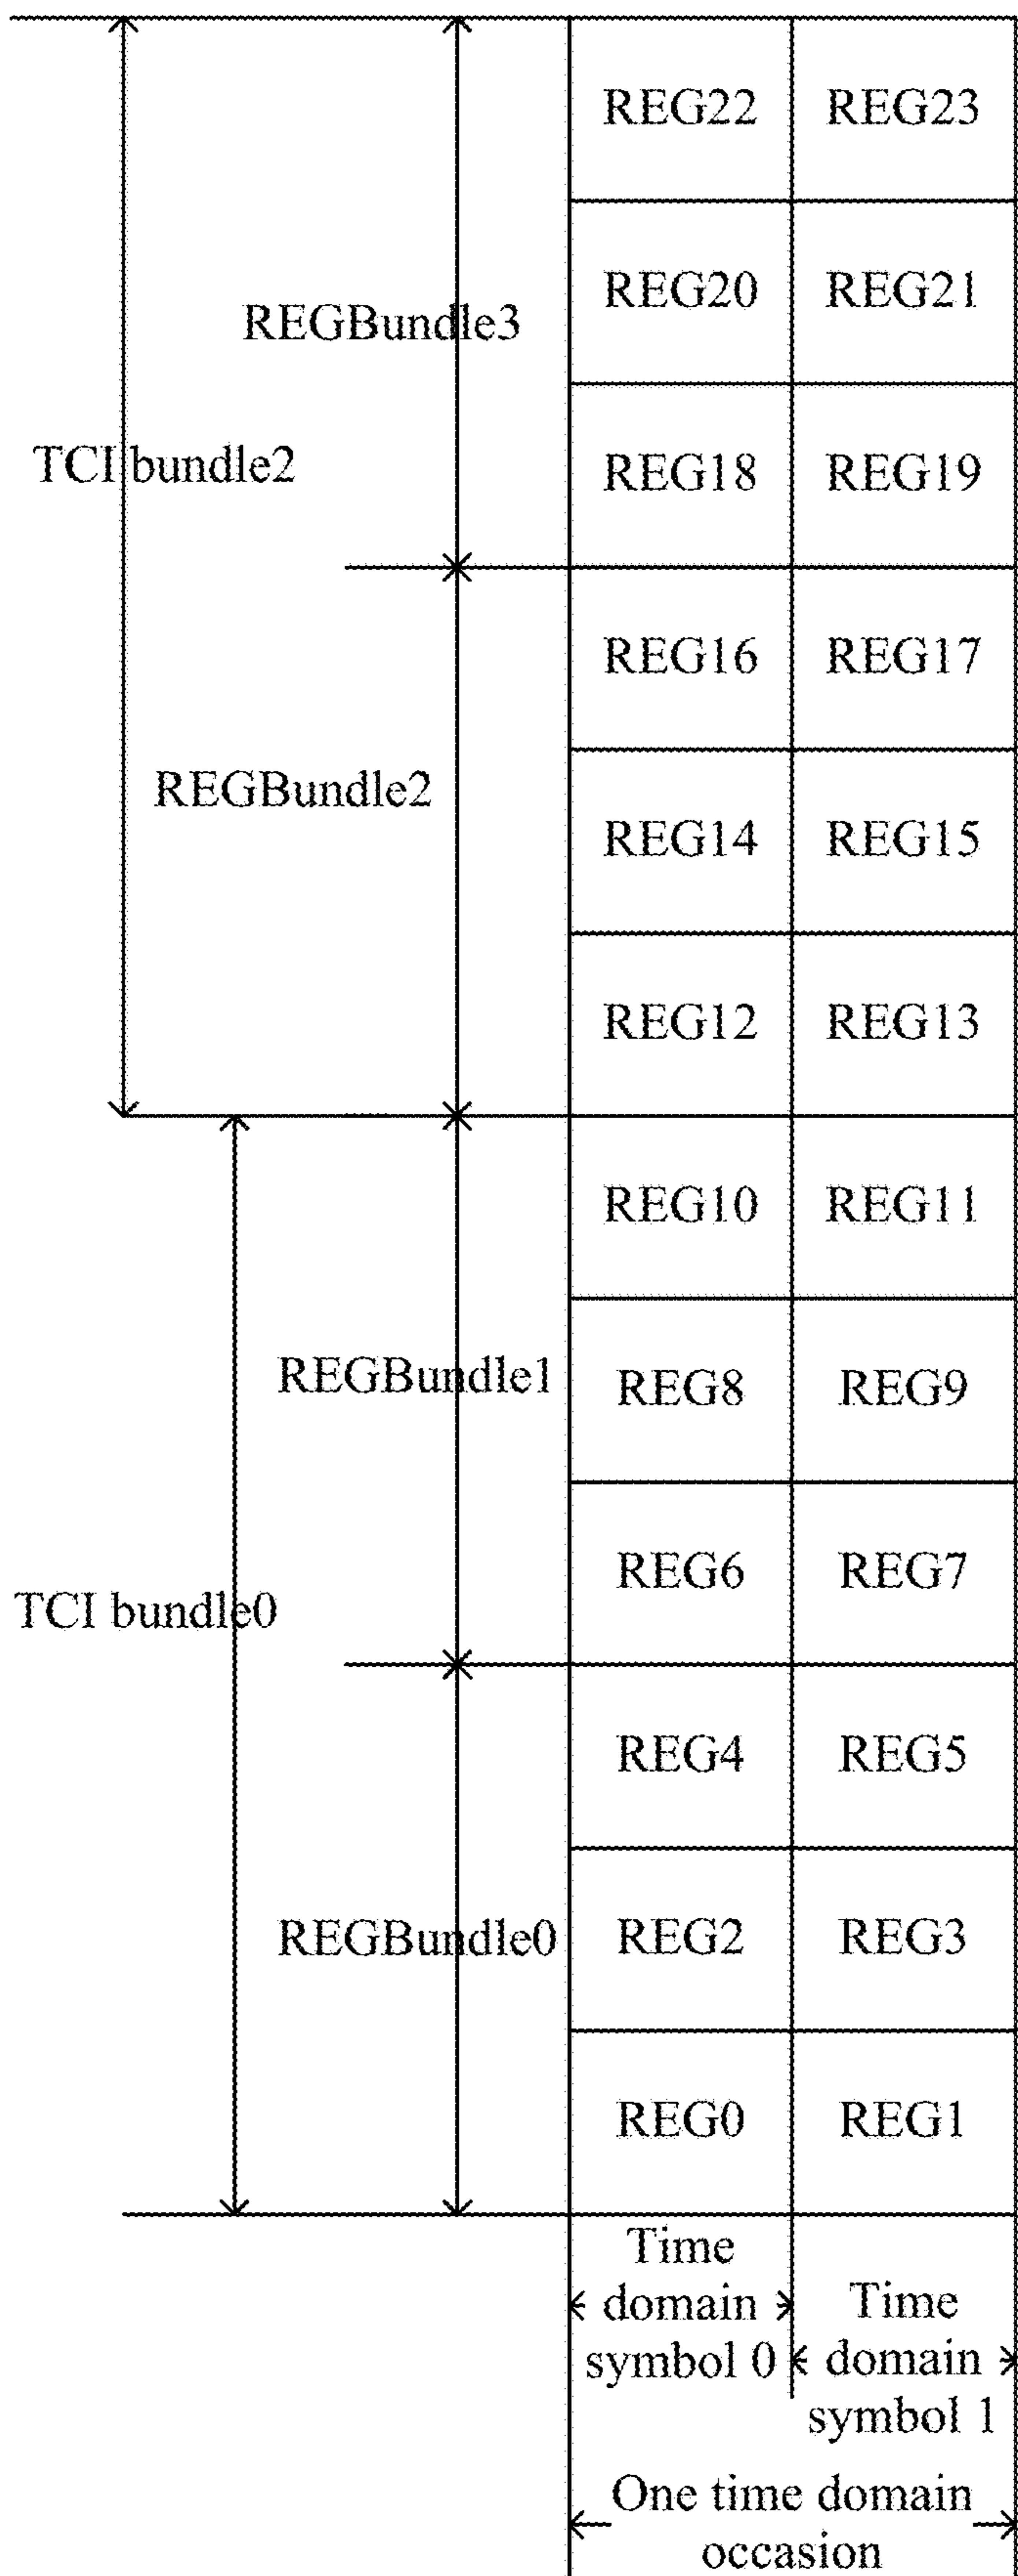 REG22 REG23
REG20 REG21
REGBundle3
TCI bundle2
REG18 REG19
REG16 REG17
REGBundle2
REG14 REG15
REG12 REG13
REG10 REG11
REGBundle1
REG8 REG9
REG6 REG7
TCI bundle0
REG4 REG5
REGBundle0
REG2 REG3
REG0 REG1
Time
domain
symbol 0
Time
domain
symbol 1
One time domain
occasion